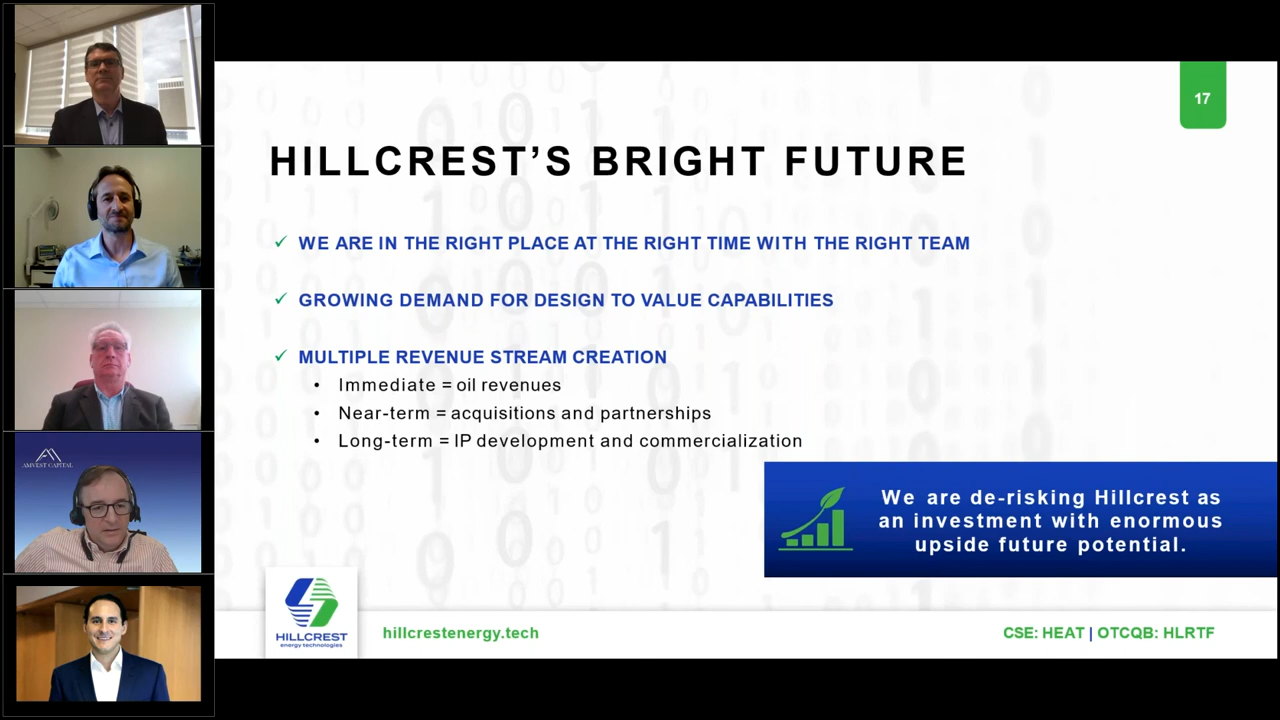 AMVEST CAPITAL
17
HILLCREST’S BRIGHT FUTURE
✓ WE ARE IN THE RIGHT PLACE AT THE RIGHT TIME WITH THE RIGHT TEAM
✓ GROWING DEMAND FOR DESIGN TO VALUE CAPABILITIES
✓ MULTIPLE REVENUE STREAM CREATION
• Immediate = oil revenues
• Near-term = acquisitions and partnerships
• Long-term = IP development and commercialization
We are de-risking Hillcrest as
an investment with enormous
upside future potential.
HILLCREST
energy technologies
hillcrestenergy.tech
CSE: HEAT | OTCQB: HLRTF